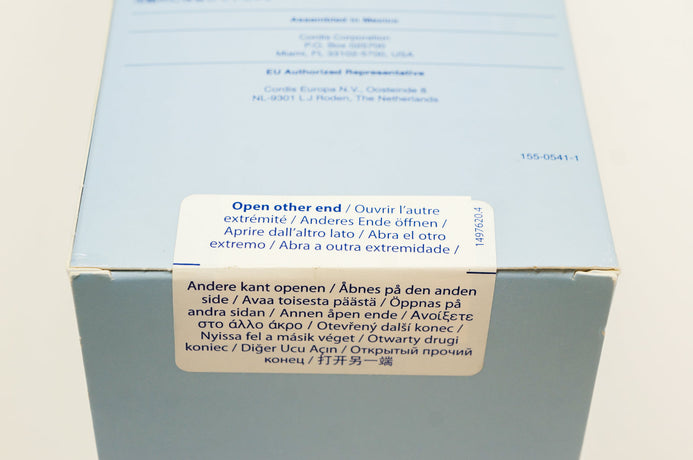 Assembled in Mexico
Cordis Corporation
P.O. Box 025700
Miami, FL 33102-5700, USA
EU Authorized Representative
Cordis Europa N.V., Oosteinde 8
NL-9301 LJ Roden, The Netherlands
155-0541-1
Open other end / Ouvrir l'autre
extrémité / Anderes Ende öffnen /
Aprire dall'altro lato / Abra el otro
extremo / Abra a outra extremidade /
1497620.4
Andere kant openen / Åbnes på den anden
side / Avaa toisesta päästä / Öppnas på
andra sidan / Annen åpen ende / Ανοίξετε
στο άλλο άκρο / Otevřený další konec /
Nyissa fel a másik véget / Otwarty drugi
koniec / Diğer Ucu Açın / Открытый прочий
конец / 打开另一端